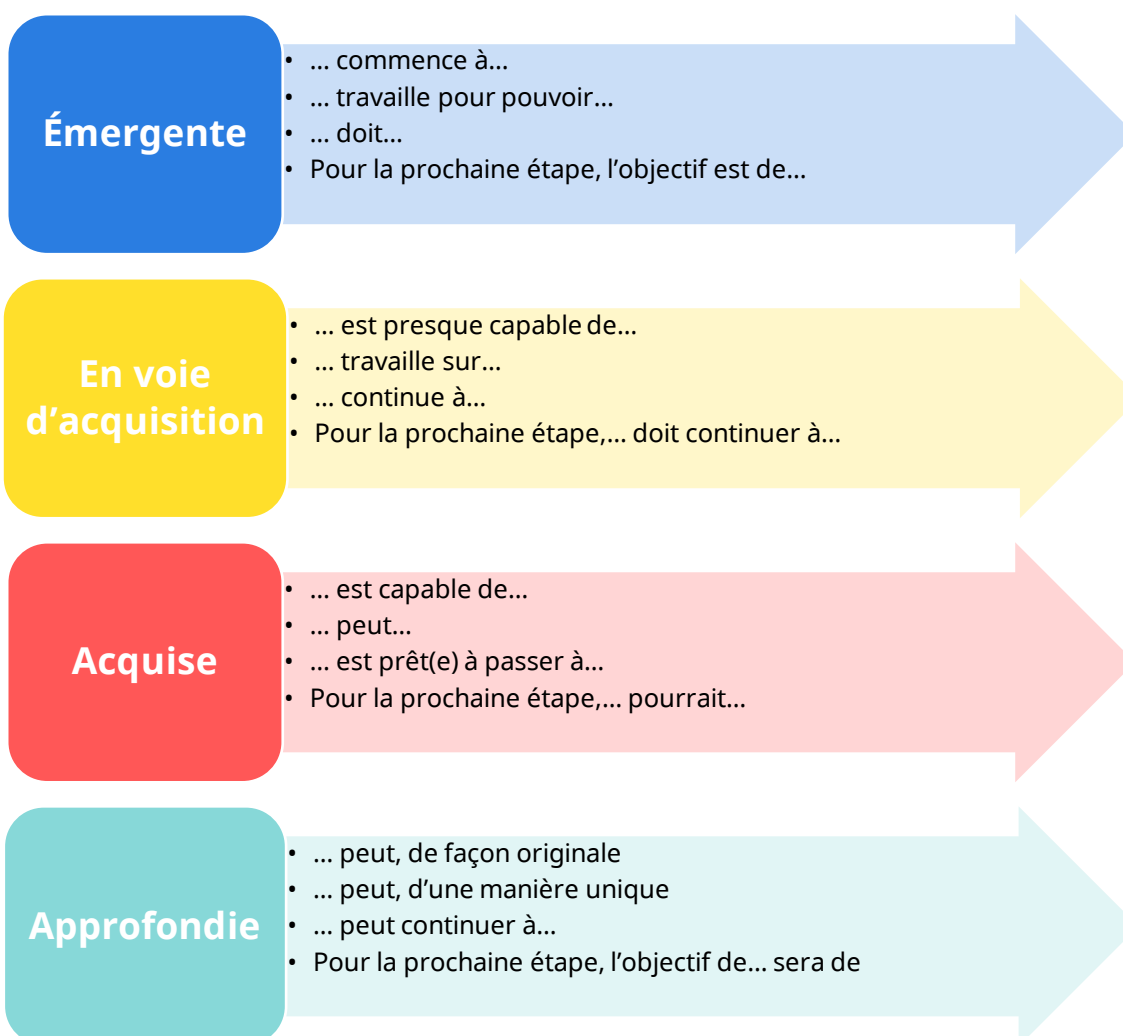 Émergente
• … commence à…
• … travaille pour pouvoir…
• … doit…
• Pour la prochaine étape, l’objectif est de…
En voie
d’acquisition
• … est presque capable de…
• … travaille sur…
• … continue à…
• Pour la prochaine étape,… doit continuer à…
Acquise
• … est capable de…
• … peut…
• … est prêt(e) à passer à…
• Pour la prochaine étape,… pourrait…
Approfondie
• … peut, de façon originale
• … peut, d’une manière unique
• … peut continuer à…
• Pour la prochaine étape, l’objectif de… sera de